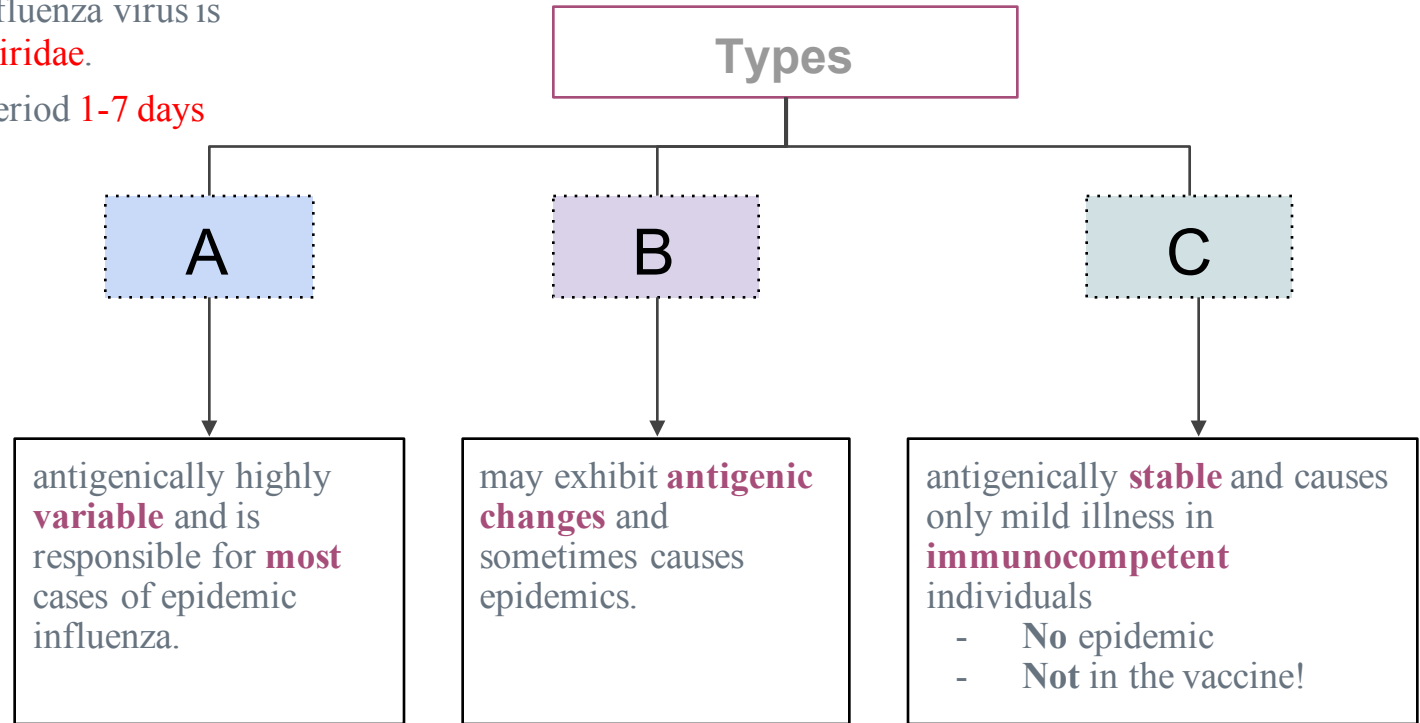 fluenza virus is
iridae.
eriod 1-7 days
Types
A
B
C
antigenically highly
variable and is
responsible for most
cases of epidemic
influenza.
may exhibit antigenic
changes and
sometimes causes
epidemics.
antigenically stable and causes
only mild illness in
immunocompetent
individuals
- No epidemic
- Not in the vaccine!